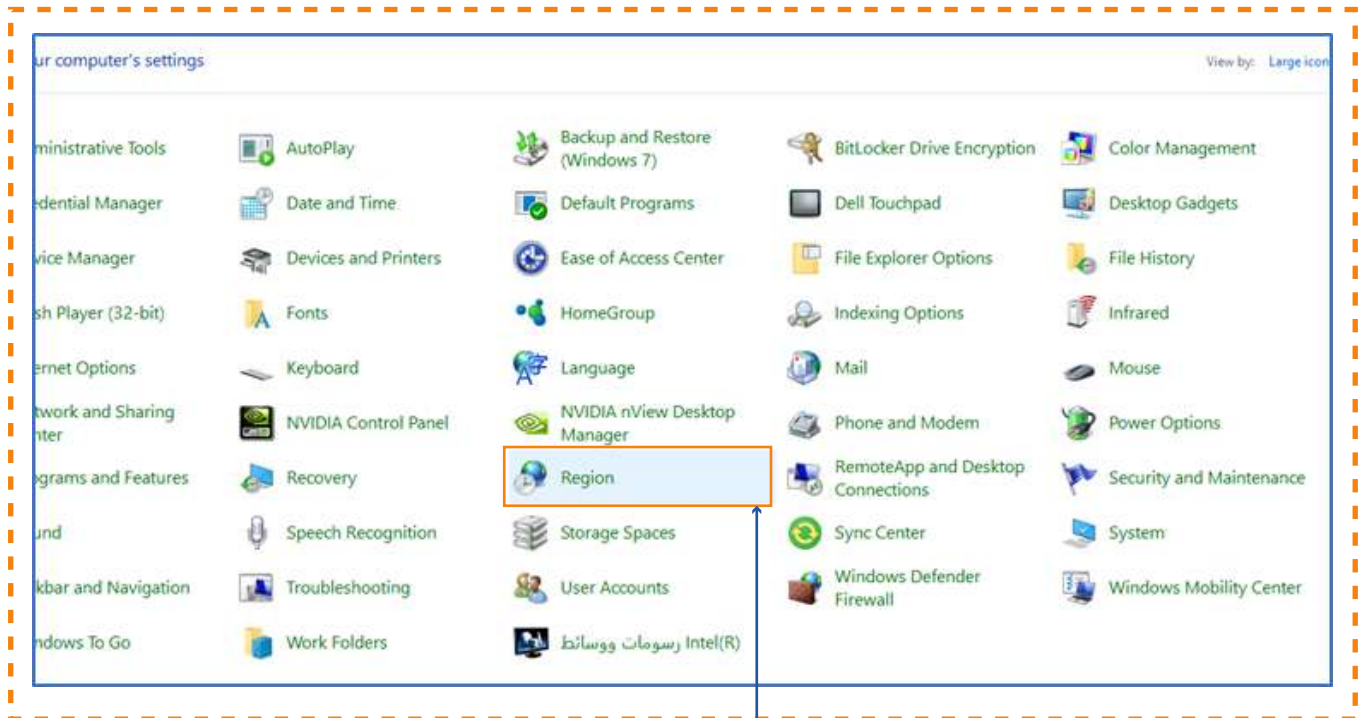 ur computer's settings
View by: Large icon
ministrative Tools
AutoPlay
Backup and Restore
(Windows 7)
BitLocker Drive Encryption
Color Management
edential Manager
Date and Time
Default Programs
Dell Touchpad
Desktop Gadgets
vice Manager
Devices and Printers
Ease of Access Center
File Explorer Options
File History
sh Player (32-bit)
Fonts
HomeGroup
Indexing Options
Infrared
ernet Options
Keyboard
Language
Mail
Mouse
twork and Sharing
nter
NVIDIA Control Panel
NVIDIA nView Desktop
Manager
Phone and Modem
Power Options
ograms and Features
Recovery
Region
RemoteApp and Desktop
Connections
Security and Maintenance
und
Speech Recognition
Storage Spaces
Sync Center
System
kbar and Navigation
Troubleshooting
User Accounts
Windows Defender
Firewall
Windows Mobility Center
ndows To Go
Work Folders
رسومات ووسائط Intel(R)